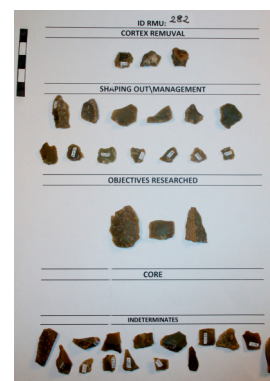 ID RMU: 282
CORTEX REMUVAL
SHAPING OUT\MANAGEMENT
OBJECTIVES RESEARCHED
CORE
INDETERMINATES